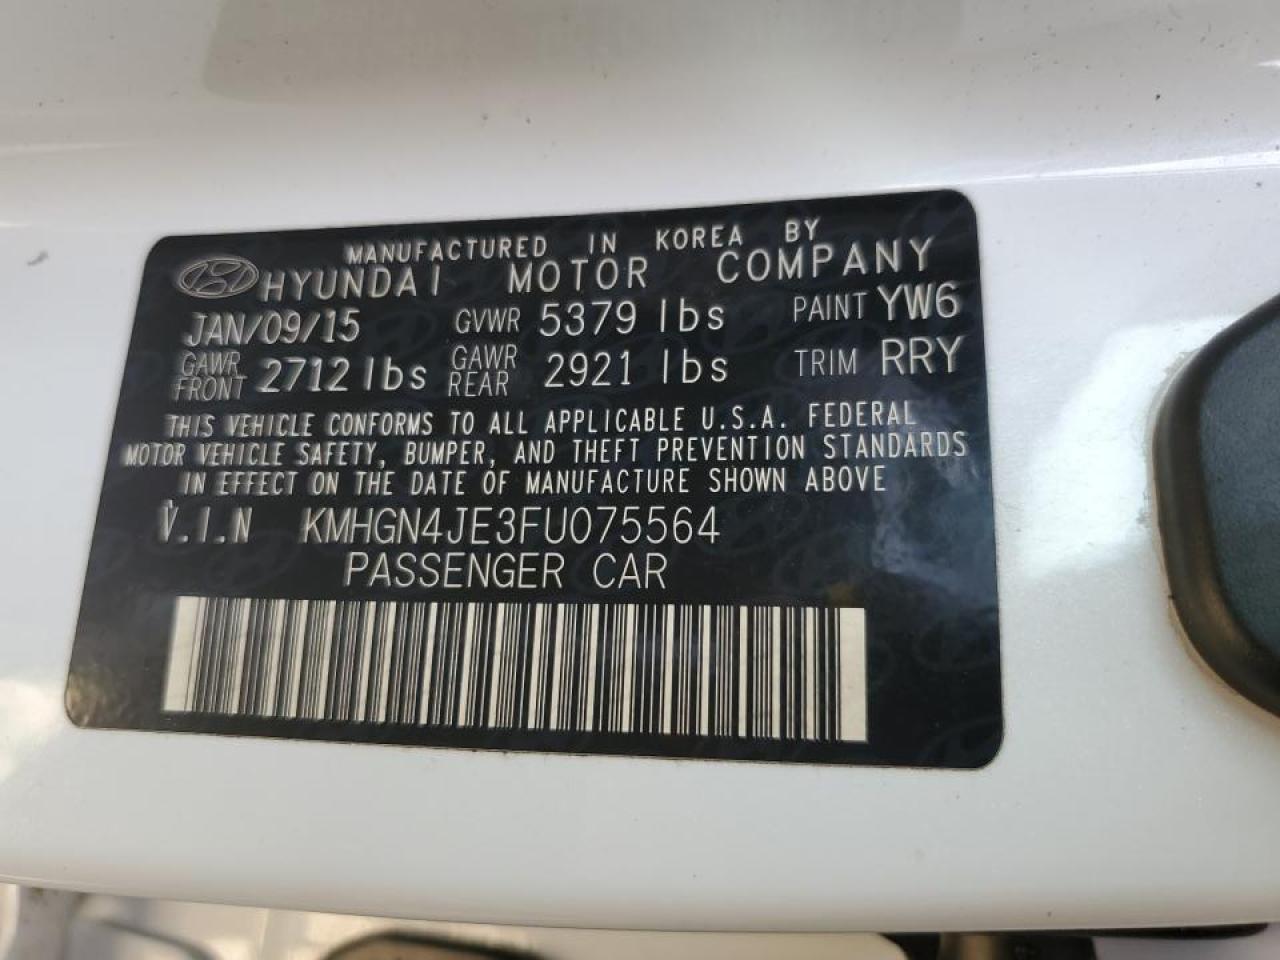 MANUFACTURED IN KOREA BY
HYUNDAI MOTOR COMPANY
JAN/09/15 GVWR 5379 lbs PAINT YW6
GAWR FRONT 2712 lbs GAWR REAR 2921 lbs TRIM RRY
THIS VEHICLE CONFORMS TO ALL APPLICABLE U.S.A. FEDERAL
MOTOR VEHICLE SAFETY, BUMPER, AND THEFT PREVENTION STANDARDS
IN EFFECT ON THE DATE OF MANUFACTURE SHOWN ABOVE
V.I.N KMHGN4JE3FU075564
PASSENGER CAR